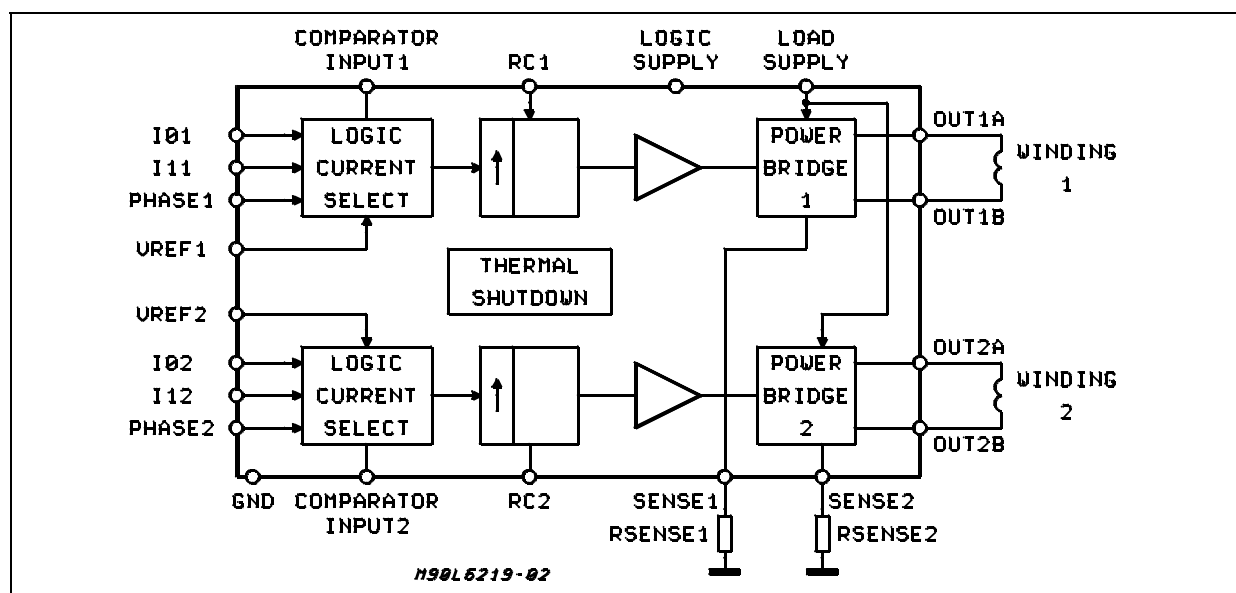 COMPARATOR
INPUT1
RC1
LOGIC
SUPPLY
LOAD
SUPPLY
I01
I11
PHASE1
VREF1
LOGIC
CURRENT
SELECT
POWER
BRIDGE
1
OUT1A
OUT1B
WINDING
1
THERMAL
SHUTDOWN
VREF2
I02
I12
PHASE2
LOGIC
CURRENT
SELECT
POWER
BRIDGE
2
OUT2A
OUT2B
WINDING
2
GND
COMPARATOR
INPUT2
RC2
SENSE1
RSENSE1
SENSE2
RSENSE2
M90L6219-02